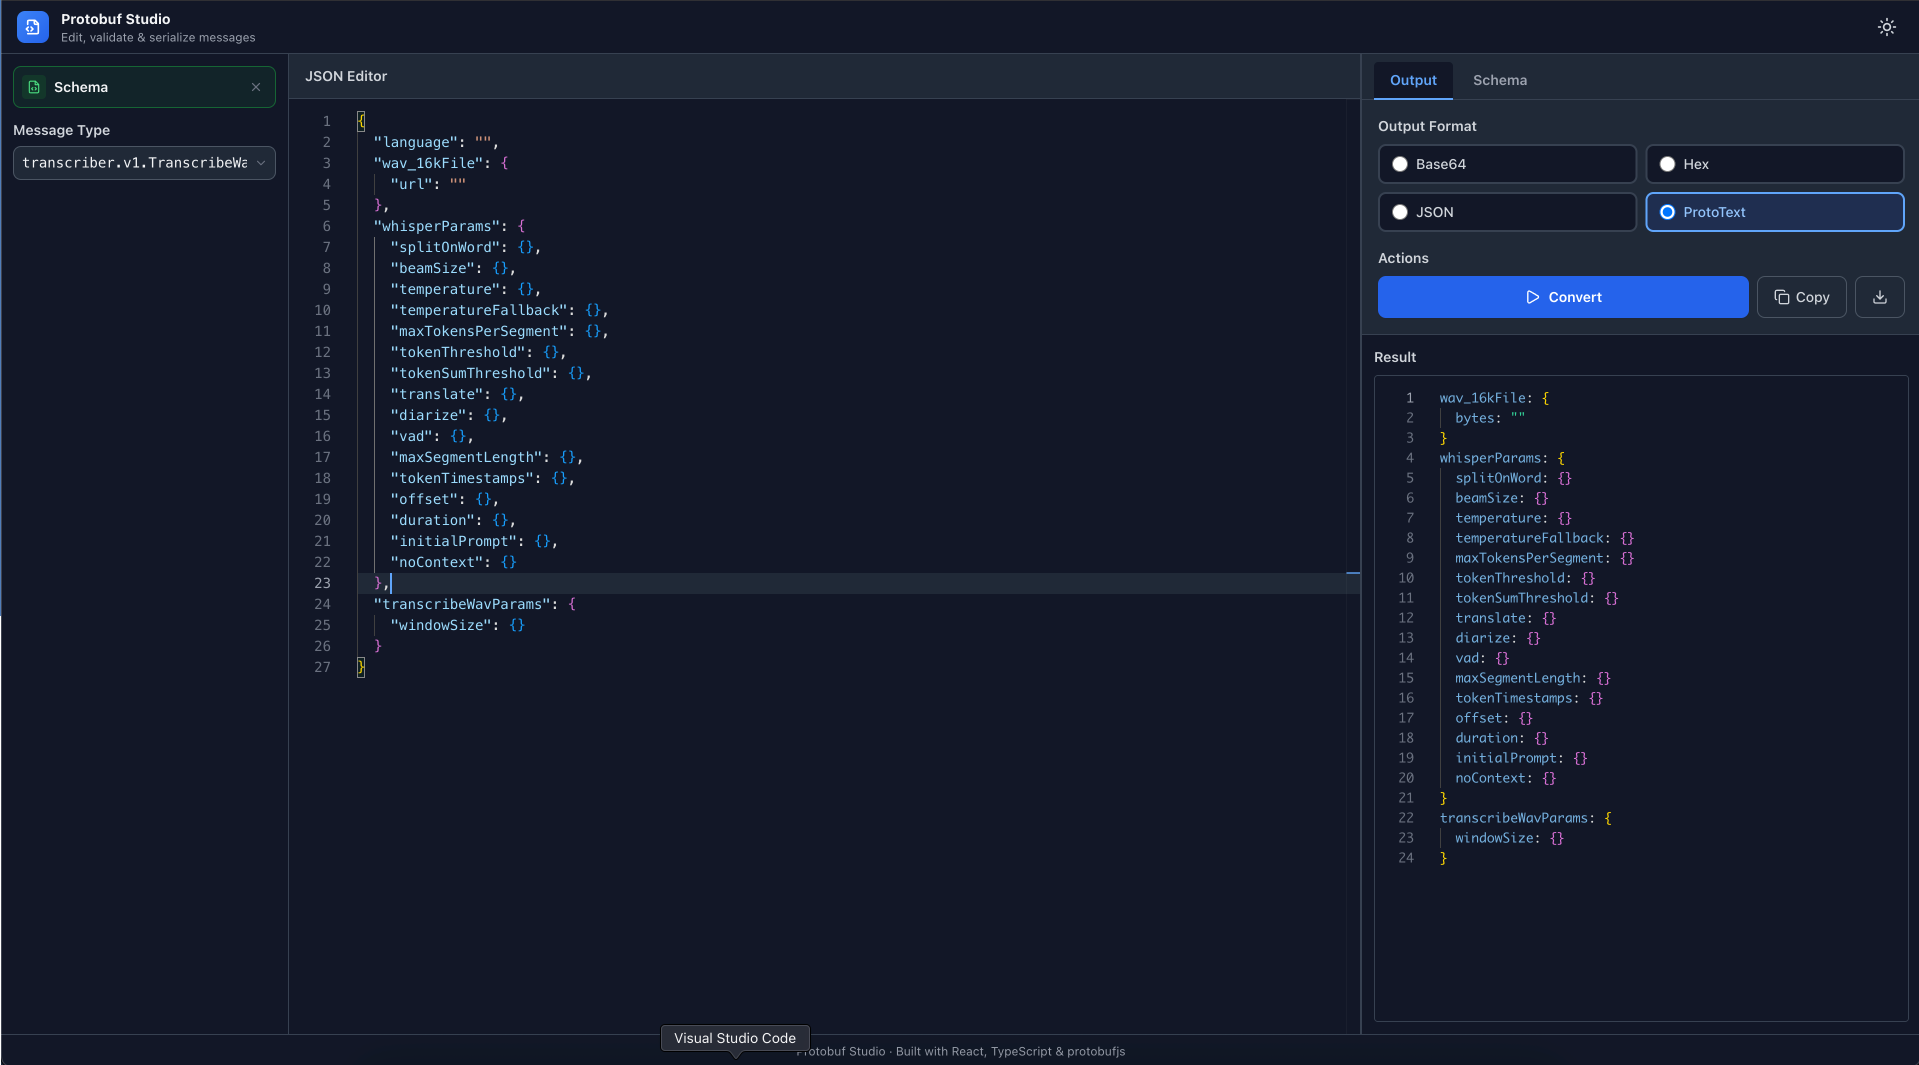 Protobuf Studio
Edit, validate & serialize messages
Schema
Message Type
transcriber.v1.TranscribeWa
JSON Editor
1 {
2 "language": "",
3 "wav_16kFile": {
4 "url": ""
5 },
6 "whisperParams": {
7 "splitOnWord": {},
8 "beamSize": {},
9 "temperature": {},
10 "temperatureFallback": {},
11 "maxTokensPerSegment": {},
12 "tokenThreshold": {},
13 "tokenSumThreshold": {},
14 "translate": {},
15 "diarize": {},
16 "vad": {},
17 "maxSegmentLength": {},
18 "tokenTimestamps": {},
19 "offset": {},
20 "duration": {},
21 "initialPrompt": {},
22 "noContext": {}
23 },
24 "transcribeWavParams": {
25 "windowSize": {}
26 }
27 }
Output Schema
Output Format
Base64 Hex
JSON ProtoText
Actions
Convert Copy
Result
1 wav_16kFile: {
2 bytes: ""
3 }
4 whisperParams: {
5 splitOnWord: {}
6 beamSize: {}
7 temperature: {}
8 temperatureFallback: {}
9 maxTokensPerSegment: {}
10 tokenThreshold: {}
11 tokenSumThreshold: {}
12 translate: {}
13 diarize: {}
14 vad: {}
15 maxSegmentLength: {}
16 tokenTimestamps: {}
17 offset: {}
18 duration: {}
19 initialPrompt: {}
20 noContext: {}
21 }
22 transcribeWavParams: {
23 windowSize: {}
24 }
Visual Studio Code
Protobuf Studio · Built with React, TypeScript & protobufjs